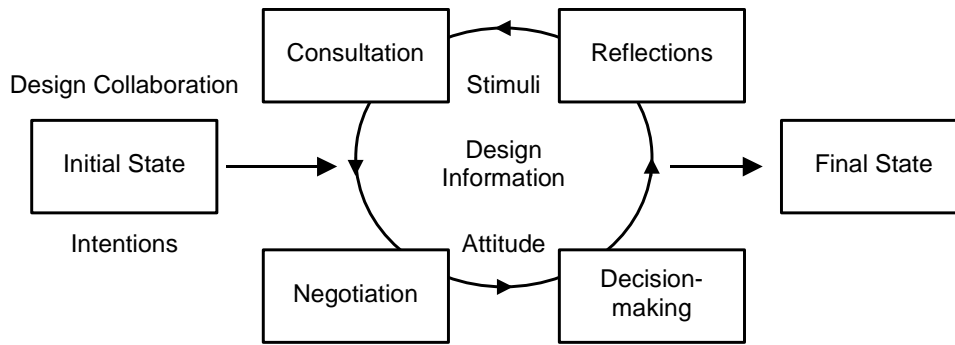 Consultation
Reflections
Design Collaboration
Stimuli
Initial State
Design
Information
Final State
Intentions
Attitude
Negotiation
Decision-
making